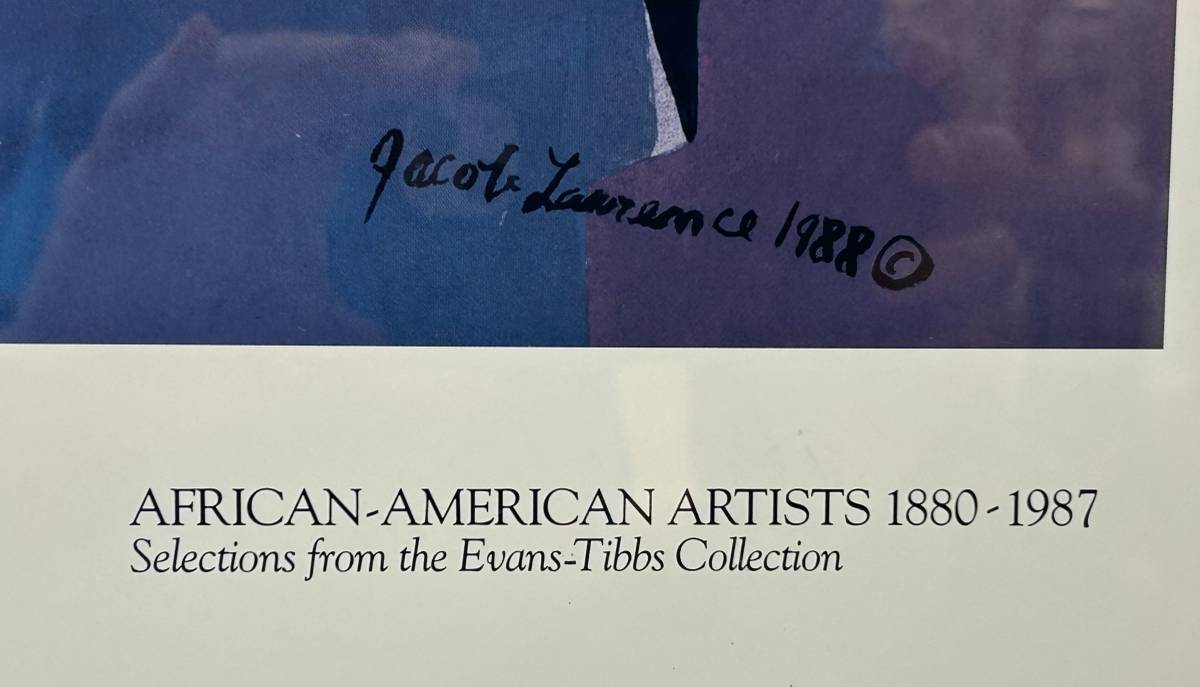 Jacob Lawrence 1988 ©
AFRICAN-AMERICAN ARTISTS 1880-1987
Selections from the Evans-Tibbs Collection